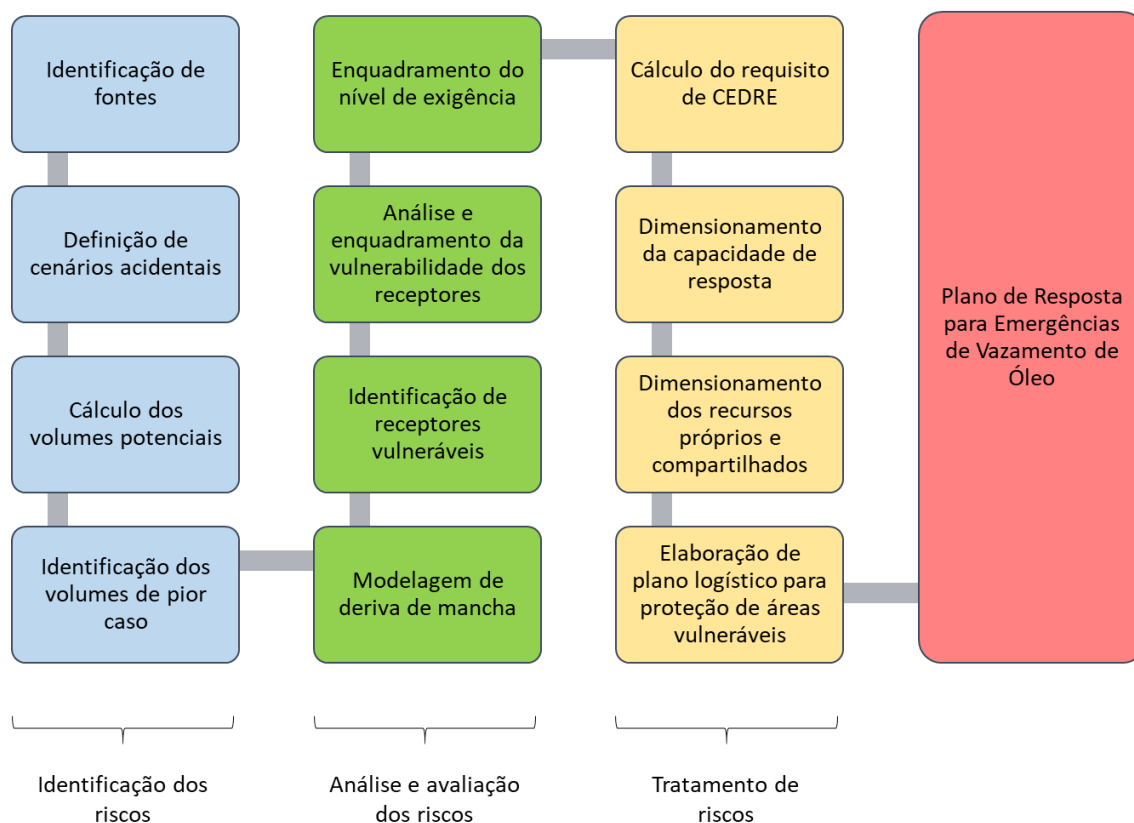 Identificação de
fontes
Definição de
cenários acidentais
Cálculo dos
volumes potenciais
Identificação dos
volumes de pior
caso
Enquadramento do
nível de exigência
Análise e
enquadramento da
vulnerabilidade dos
receptores
Identificação de
receptores
vulneráveis
Modelagem de
deriva de mancha
Cálculo do requisito
de CEDRE
Dimensionamento
da capacidade de
resposta
Dimensionamento
dos recursos
próprios e
compartilhados
Elaboração de
plano logístico para
proteção de áreas
vulneráveis
Plano de Resposta
para Emergências
de Vazamento de
Óleo
Identificação dos
riscos
Análise e avaliação
dos riscos
Tratamento de
riscos